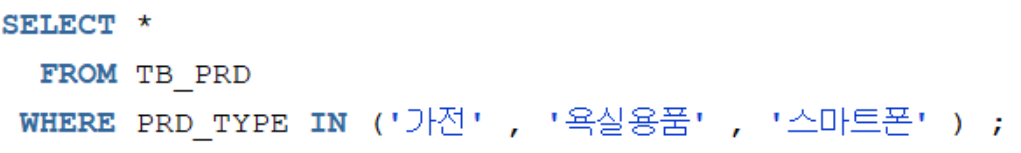 SELECT *
FROM TB_PRD
WHERE PRD_TYPE IN ('가전' , '욕실용품' , '스마트폰' ) ;